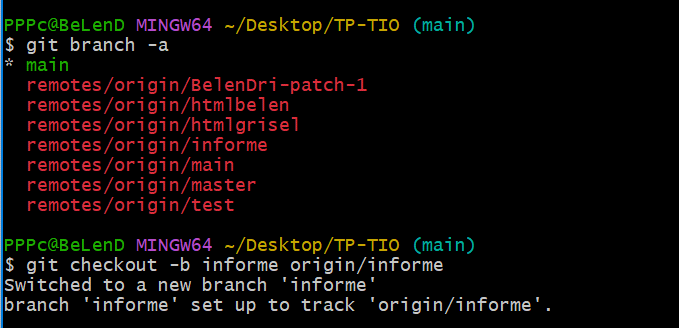 PPPc@BeLenD MINGW64 ~/Desktop/TP-TIO (main)
$ git branch -a
* main
  remotes/origin/BelenDri-patch-1
  remotes/origin/htmlbelen
  remotes/origin/htmlgrisel
  remotes/origin/informe
  remotes/origin/main
  remotes/origin/master
  remotes/origin/test
PPPc@BeLenD MINGW64 ~/Desktop/TP-TIO (main)
$ git checkout -b informe origin/informe
Switched to a new branch 'informe'
branch 'informe' set up to track 'origin/informe'.